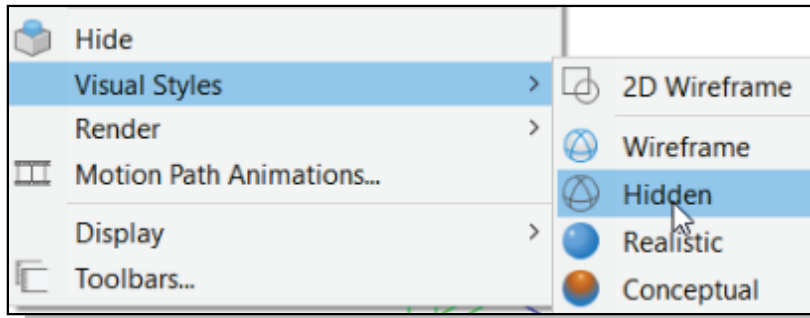 Hide
Visual Styles
Render
Motion Path Animations...
Display
Toolbars...
2D Wireframe
Wireframe
Hidden
Realistic
Conceptual